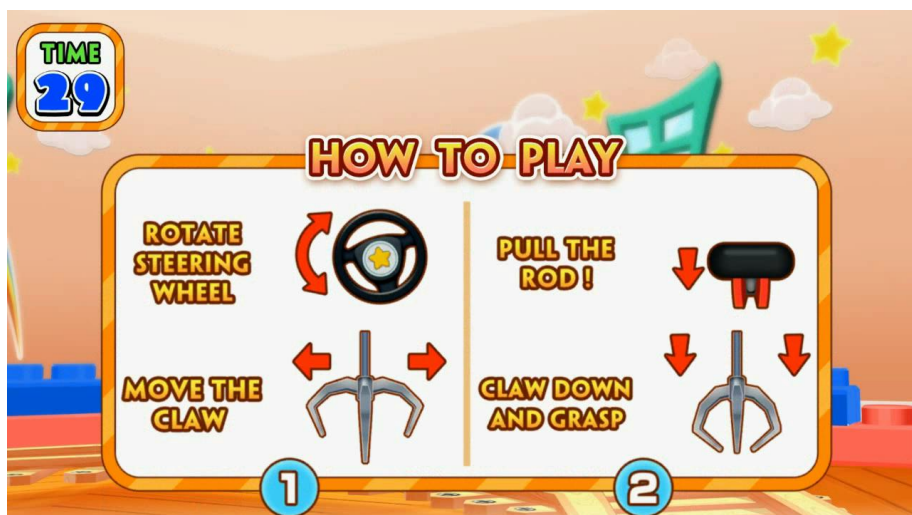 TIME
29
HOW TO PLAY
ROTATE
STEERING
WHEEL
MOVE THE
CLAW
1
PULL THE
ROD !
CLAW DOWN
AND GRASP
2